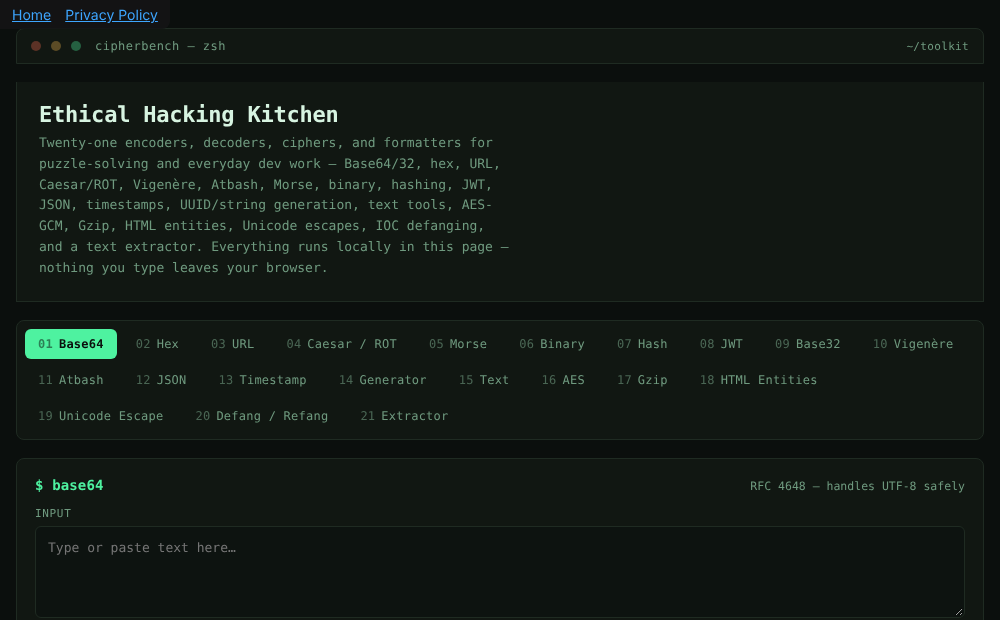 Home Privacy Policy
cipherbench — zsh ~/toolkit
Ethical Hacking Kitchen
Twenty-one encoders, decoders, ciphers, and formatters for
puzzle-solving and everyday dev work — Base64/32, hex, URL,
Caesar/ROT, Vigenère, Atbash, Morse, binary, hashing, JWT,
JSON, timestamps, UUID/string generation, text tools, AES-
GCM, Gzip, HTML entities, Unicode escapes, IOC defanging,
and a text extractor. Everything runs locally in this page —
nothing you type leaves your browser.
01 Base64 02 Hex 03 URL 04 Caesar / ROT 05 Morse 06 Binary 07 Hash 08 JWT 09 Base32 10 Vigenère
11 Atbash 12 JSON 13 Timestamp 14 Generator 15 Text 16 AES 17 Gzip 18 HTML Entities
19 Unicode Escape 20 Defang / Refang 21 Extractor
$ base64 RFC 4648 — handles UTF-8 safely
INPUT
Type or paste text here…